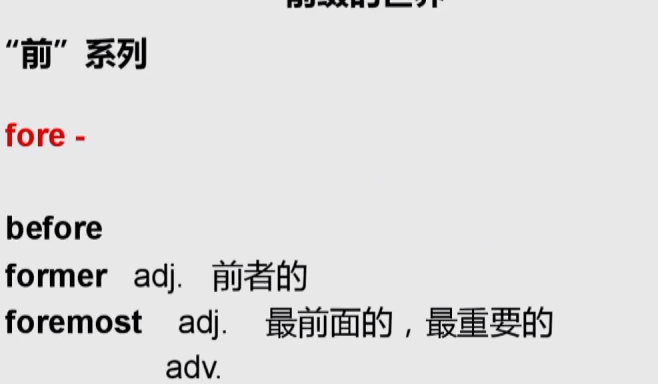 “前” 系列
fore -
before
former adj. 前者的
foremost adj. 最前面的，最重要的
adv.